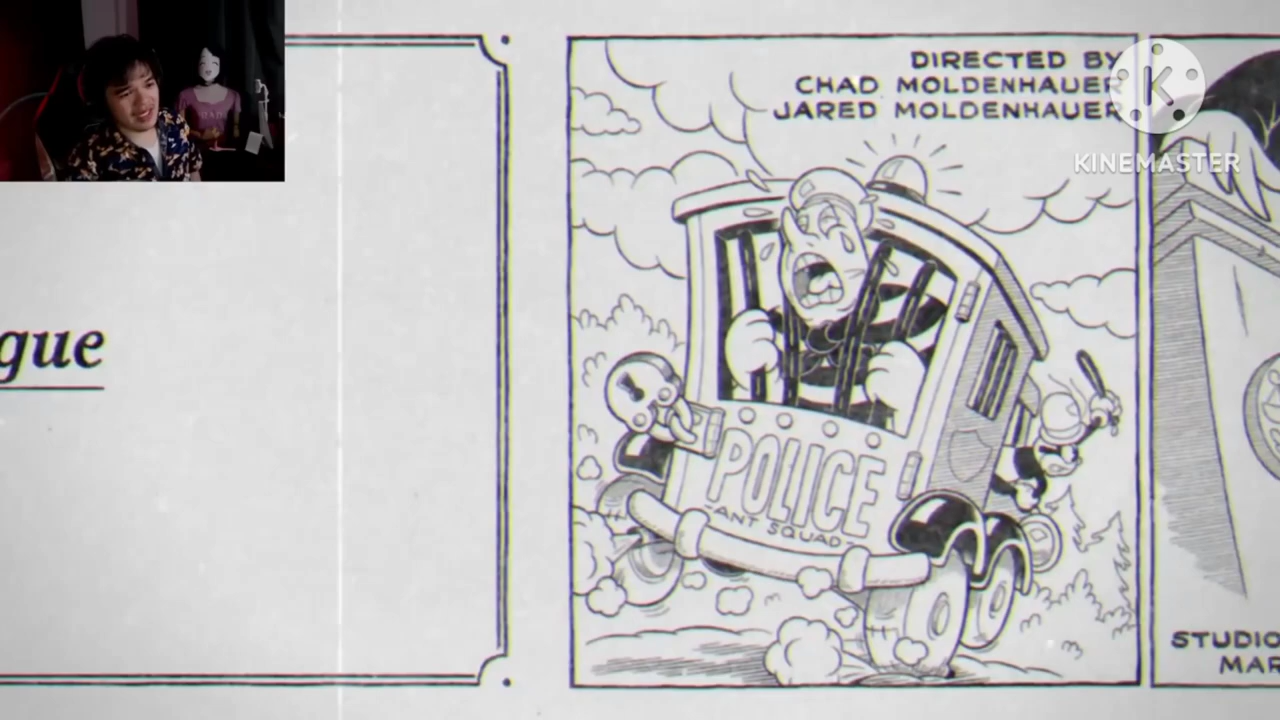 gue
DIRECTED BY
CHAD MOLDENHAUER
JARED MOLDENHAUER
K
KINEMASTER
POLICE
-ANT SQUAD-
STUDIO
MAR